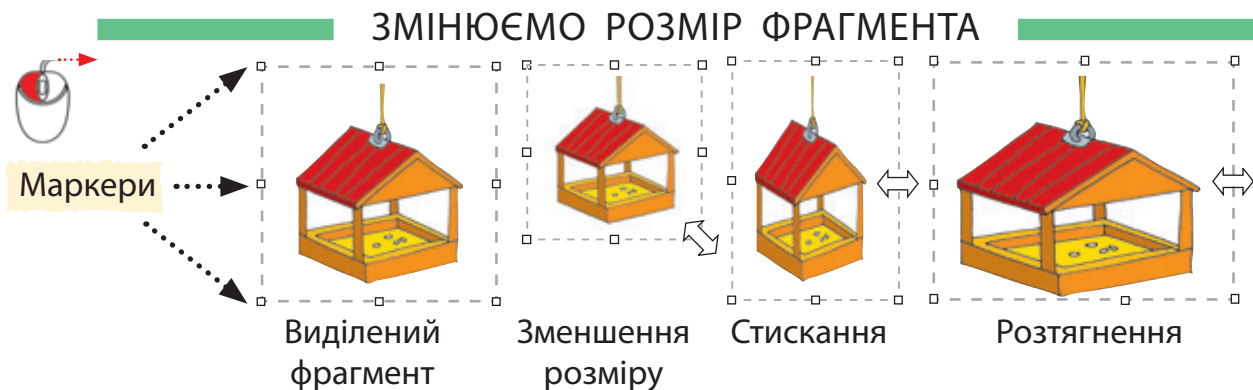 ЗМІНЮЄМО РОЗМІР ФРАГМЕНТА
Маркери
Виділений
фрагмент
Зменшення
розміру
Стискання
Розтягнення